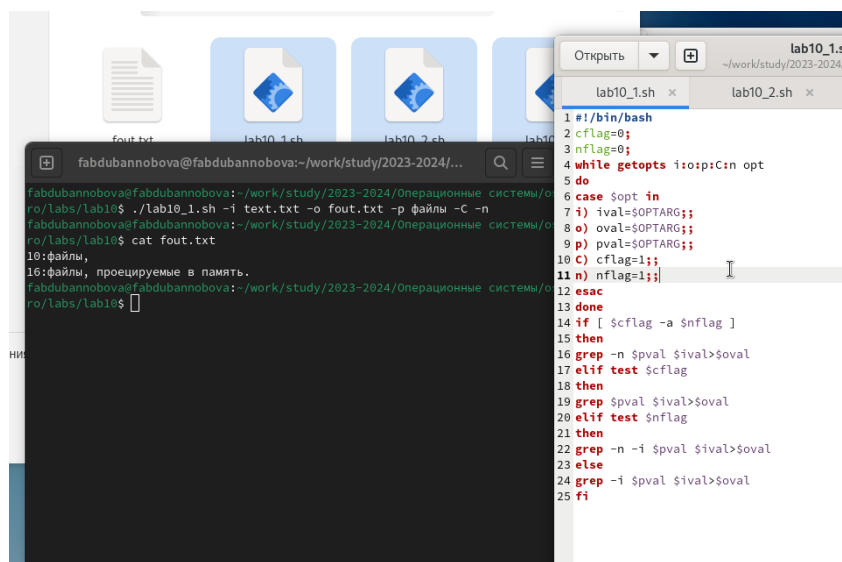 fout.txt
lab10_1.sh
lab10_2.sh
lab10
fabdubannobova@fabdubannobova:~/work/study/2023-2024/...
fabdubannobova@fabdubannobova:~/work/study/2023-2024/Операционные системы/o
ro/labs/lab10$ ./lab10_1.sh -i text.txt -o fout.txt -p файлы -C -n
fabdubannobova@fabdubannobova:~/work/study/2023-2024/Операционные системы/o
ro/labs/lab10$ cat fout.txt
10:файлы,
16:файлы, проецируемые в память.
fabdubannobova@fabdubannobova:~/work/study/2023-2024/Операционные системы/o
ro/labs/lab10$
ния
Открыть
lab10_1.s
~/work/study/2023-2024
lab10_1.sh ×
lab10_2.sh ×
1 #!/bin/bash
2 cflag=0;
3 nflag=0;
4 while getopts i:o:p:C:n opt
5 do
6 case $opt in
7 i) ival=$OPTARG;;
8 o) oval=$OPTARG;;
9 p) pval=$OPTARG;;
10 C) cflag=1;;
11 n) nflag=1;;
12 esac
13 done
14 if [ $cflag -a $nflag ]
15 then
16 grep -n $pval $ival>$oval
17 elif test $cflag
18 then
19 grep $pval $ival>$oval
20 elif test $nflag
21 then
22 grep -n -i $pval $ival>$oval
23 else
24 grep -i $pval $ival>$oval
25 fi